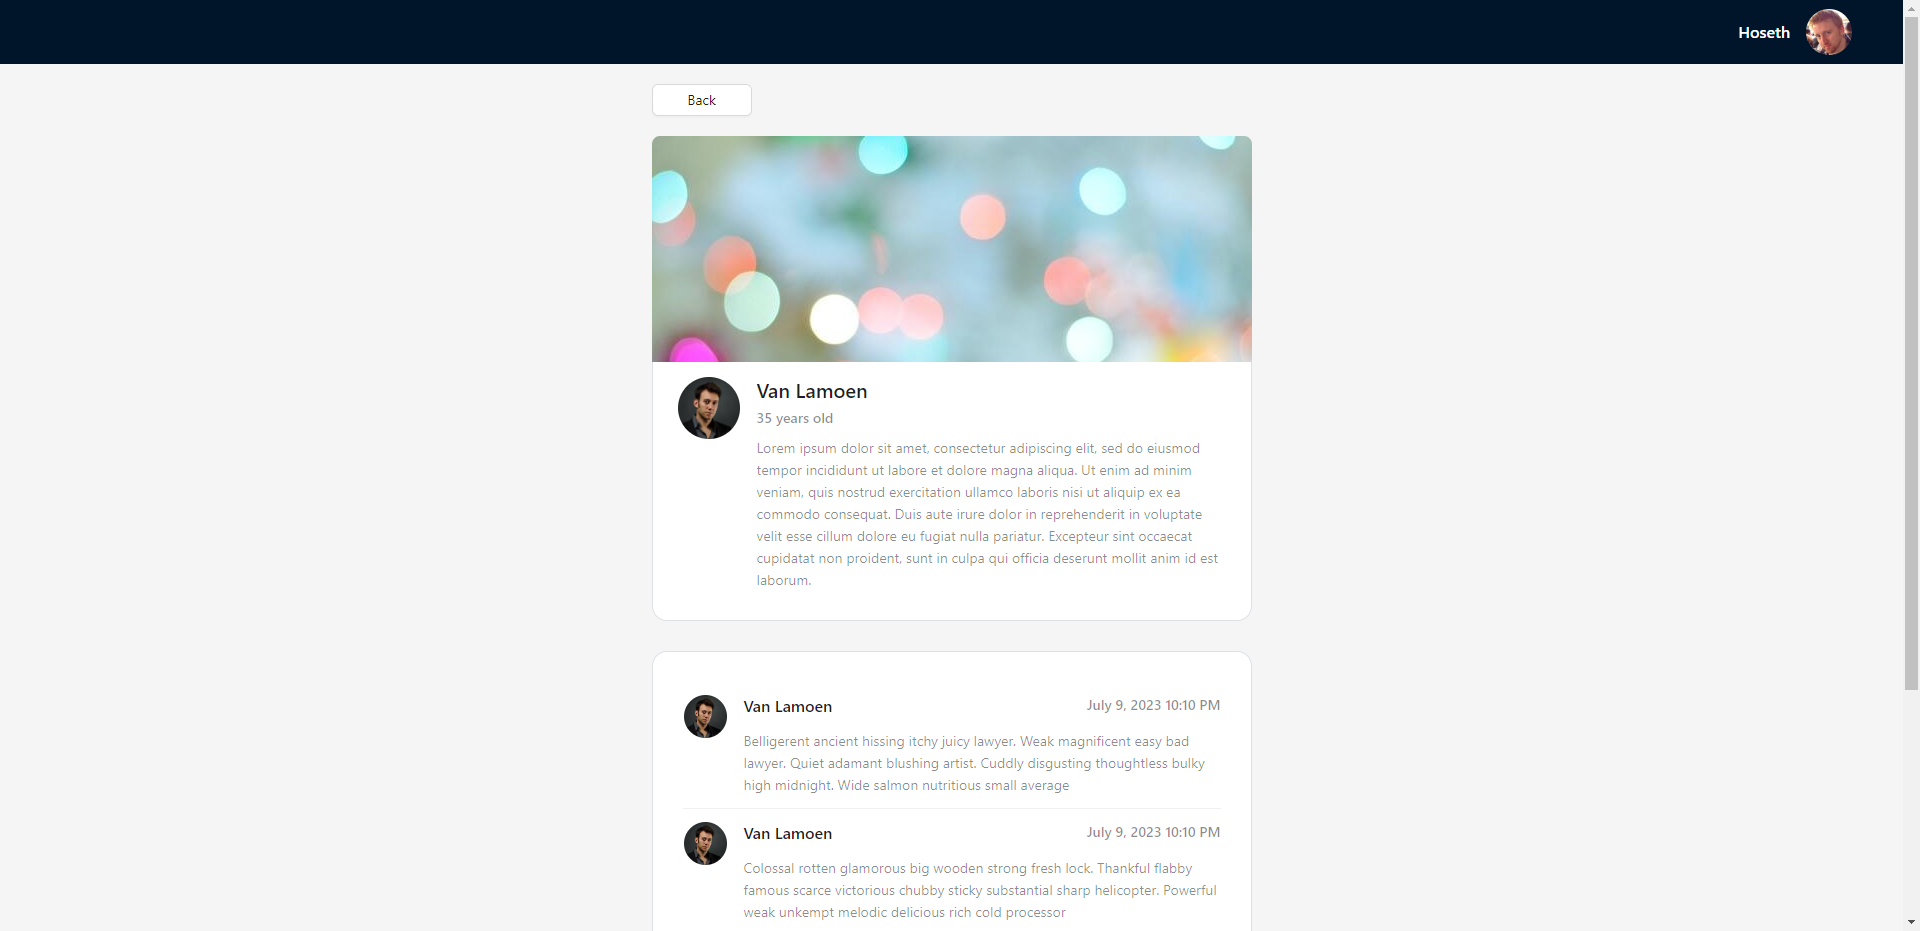 Hoseth
Back
Van Lamoen
35 years old
Lorem ipsum dolor sit amet, consectetur adipiscing elit, sed do eiusmod
tempor incididunt ut labore et dolore magna aliqua. Ut enim ad minim
veniam, quis nostrud exercitation ullamco laboris nisi ut aliquip ex ea
commodo consequat. Duis aute irure dolor in reprehenderit in voluptate
velit esse cillum dolore eu fugiat nulla pariatur. Excepteur sint occaecat
cupidatat non proident, sunt in culpa qui officia deserunt mollit anim id est
laborum.
Van Lamoen July 9, 2023 10:10 PM
Belligerent ancient hissing itchy juicy lawyer. Weak magnificent easy bad
lawyer. Quiet adamant blushing artist. Cuddly disgusting thoughtless bulky
high midnight. Wide salmon nutritious small average
Van Lamoen July 9, 2023 10:10 PM
Colossal rotten glamorous big wooden strong fresh lock. Thankful flabby
famous scarce victorious chubby sticky substantial sharp helicopter. Powerful
weak unkempt melodic delicious rich cold processor